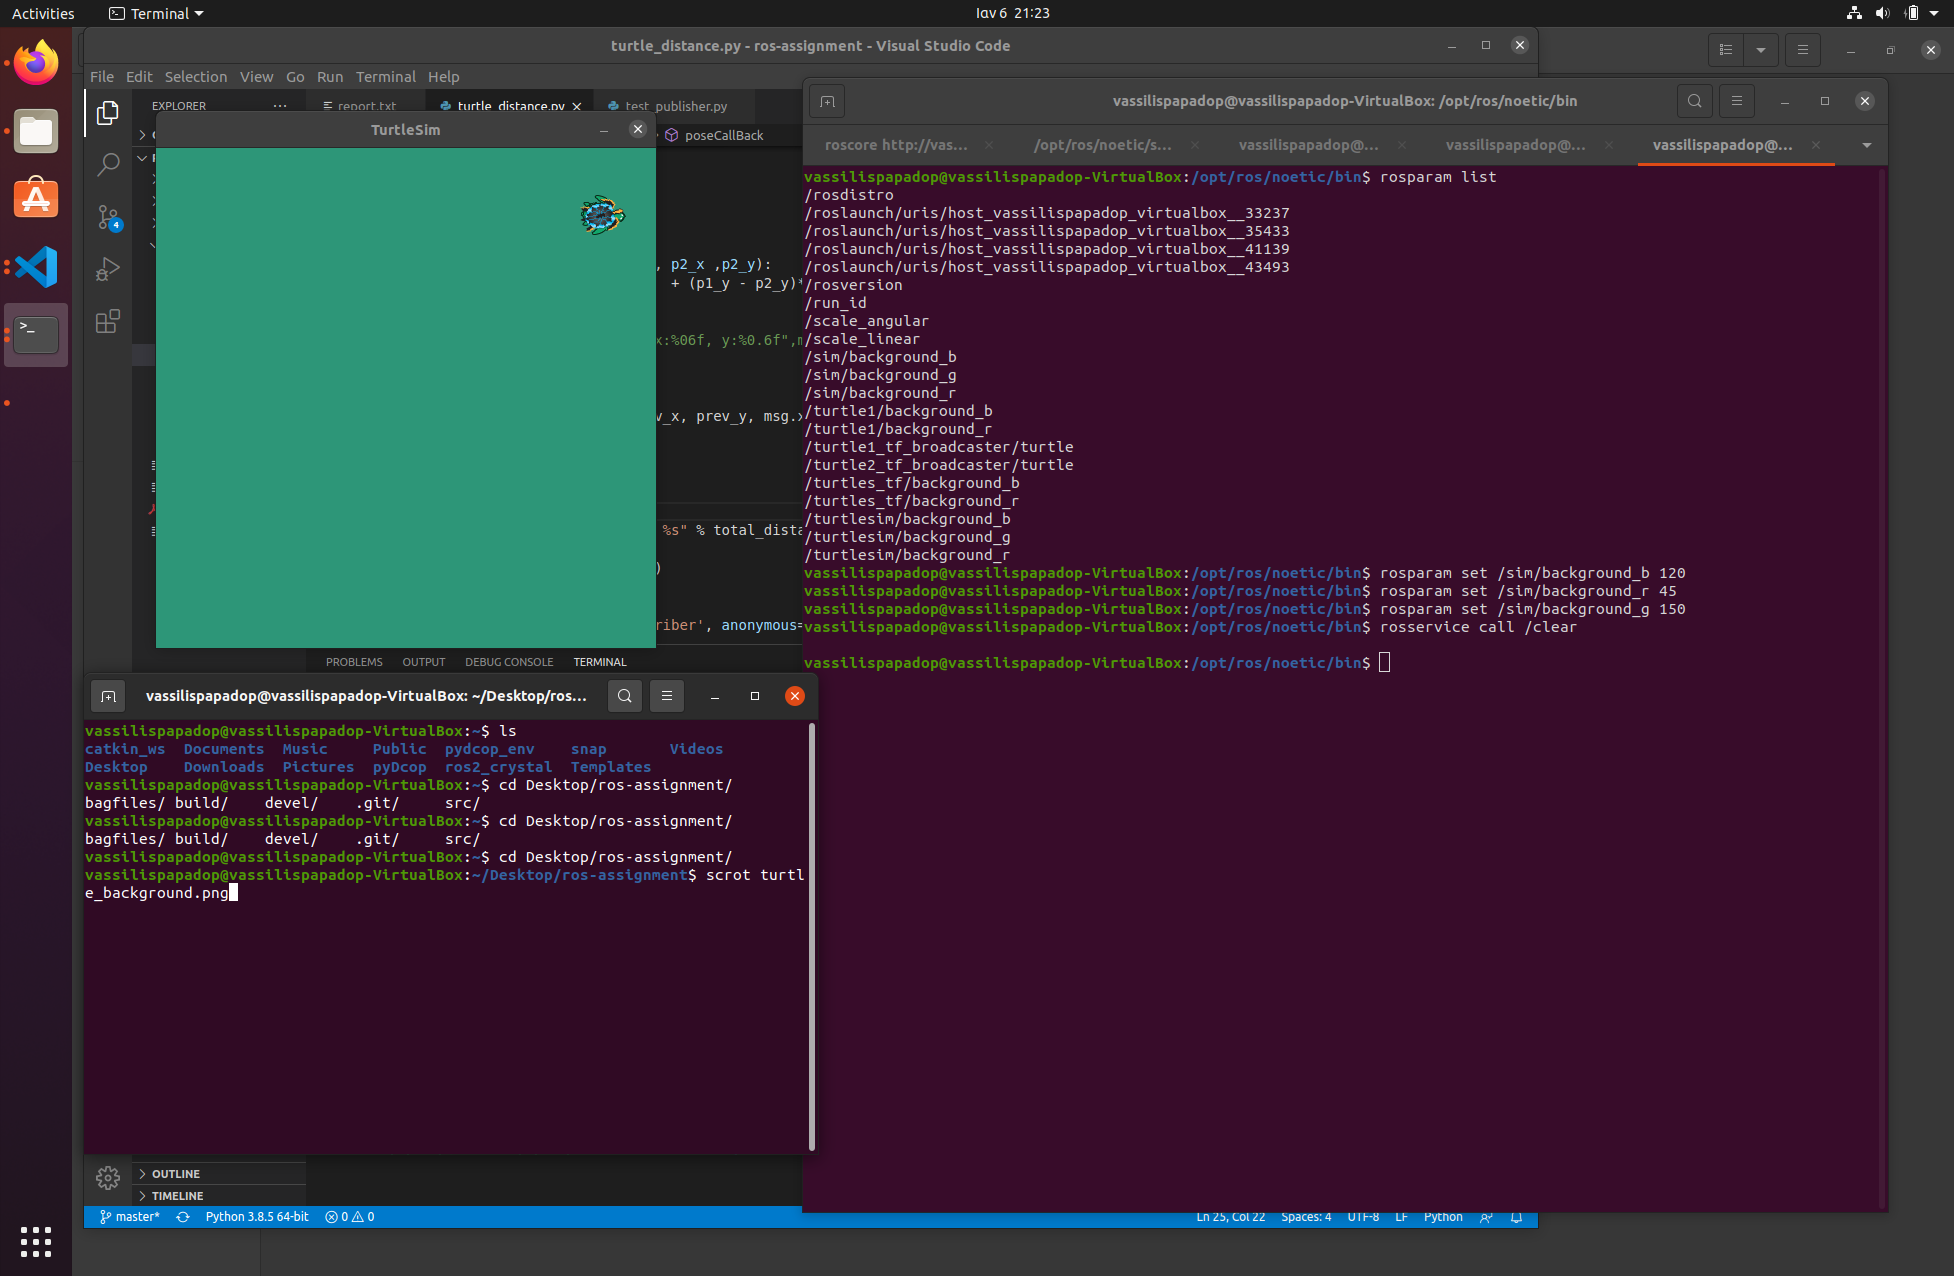 Activities
Terminal
Ιαν 6 21:23
turtle_distance.py - ros-assignment - Visual Studio Code
File Edit Selection View Go Run Terminal Help
EXPLORER
report.txt
turtle_distance.py
test_publisher.py
poseCallBack
TurtleSim
4
, p2_x ,p2_y):
+ (p1_y - p2_y)*
x:%06f, y:%0.6f",
prev_y, msg.x
%s" % total_dista
)
riber', anonymous=
PROBLEMS OUTPUT DEBUG CONSOLE TERMINAL
vassilispapadop@vassilispapadop-VirtualBox: /opt/ros/noetic/bin
roscore http://vas...
/opt/ros/noetic/s...
vassilispapadop@...
vassilispapadop@...
vassilispapadop@...
vassilispapadop@vassilispapadop-VirtualBox:/opt/ros/noetic/bin$ rosparam list
/rosdistro
/roslaunch/uris/host_vassilispapadop_virtualbox__33237
/roslaunch/uris/host_vassilispapadop_virtualbox__35433
/roslaunch/uris/host_vassilispapadop_virtualbox__41139
/roslaunch/uris/host_vassilispapadop_virtualbox__43493
/rosversion
/run_id
/scale_angular
/scale_linear
/sim/background_b
/sim/background_g
/sim/background_r
/turtle1/background_b
/turtle1/background_r
/turtle1_tf_broadcaster/turtle
/turtle2_tf_broadcaster/turtle
/turtles_tf/background_b
/turtles_tf/background_r
/turtlesim/background_b
/turtlesim/background_g
/turtlesim/background_r
vassilispapadop@vassilispapadop-VirtualBox:/opt/ros/noetic/bin$ rosparam set /sim/background_b 120
vassilispapadop@vassilispapadop-VirtualBox:/opt/ros/noetic/bin$ rosparam set /sim/background_r 45
vassilispapadop@vassilispapadop-VirtualBox:/opt/ros/noetic/bin$ rosparam set /sim/background_g 150
vassilispapadop@vassilispapadop-VirtualBox:/opt/ros/noetic/bin$ rosservice call /clear
vassilispapadop@vassilispapadop-VirtualBox:/opt/ros/noetic/bin$
vassilispapadop@vassilispapadop-VirtualBox: ~/Desktop/ros...
vassilispapadop@vassilispapadop-VirtualBox:~$ ls
catkin_ws Documents Music Public pydcop_env snap Videos
Desktop Downloads Pictures pyDcop ros2_crystal Templates
vassilispapadop@vassilispapadop-VirtualBox:~$ cd Desktop/ros-assignment/
bagfiles/ build/ devel/ .git/ src/
vassilispapadop@vassilispapadop-VirtualBox:~$ cd Desktop/ros-assignment/
bagfiles/ build/ devel/ .git/ src/
vassilispapadop@vassilispapadop-VirtualBox:~$ cd Desktop/ros-assignment/
vassilispapadop@vassilispapadop-VirtualBox:~/Desktop/ros-assignment$ scrot turtl
e_background.png
OUTLINE
TIMELINE
master* Python 3.8.5 64-bit 0 0
Ln 25, Col 22 Spaces: 4 UTF-8 LF Python